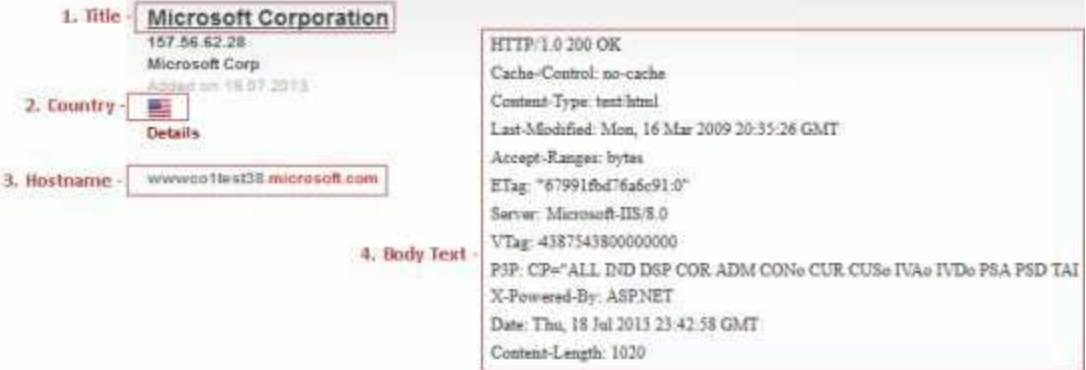 1. Title - Microsoft Corporation
157.56.62.28
Microsoft Corp
Added on 19.07.2013
2. Country -
Details
3. Hostname - wwwco1test38.microsoft.com
4. Body Text -
HTTP/1.0 200 OK
Cache-Control: no-cache
Content-Type: text/html
Last-Modified: Mon, 16 Mar 2009 20:35:26 GMT
Accept-Ranges: bytes
ETag: "67991fbd76a6c91:0"
Server: Microsoft-IIS/8.0
VTag: 4387543800000000
P3P: CP="ALL IND DSP COR ADM CONo CUR CUSo IVAo IVDo PSA PSD TAI
X-Powered-By: ASP.NET
Date: Thu, 18 Jul 2013 23:42:58 GMT
Content-Length: 1020